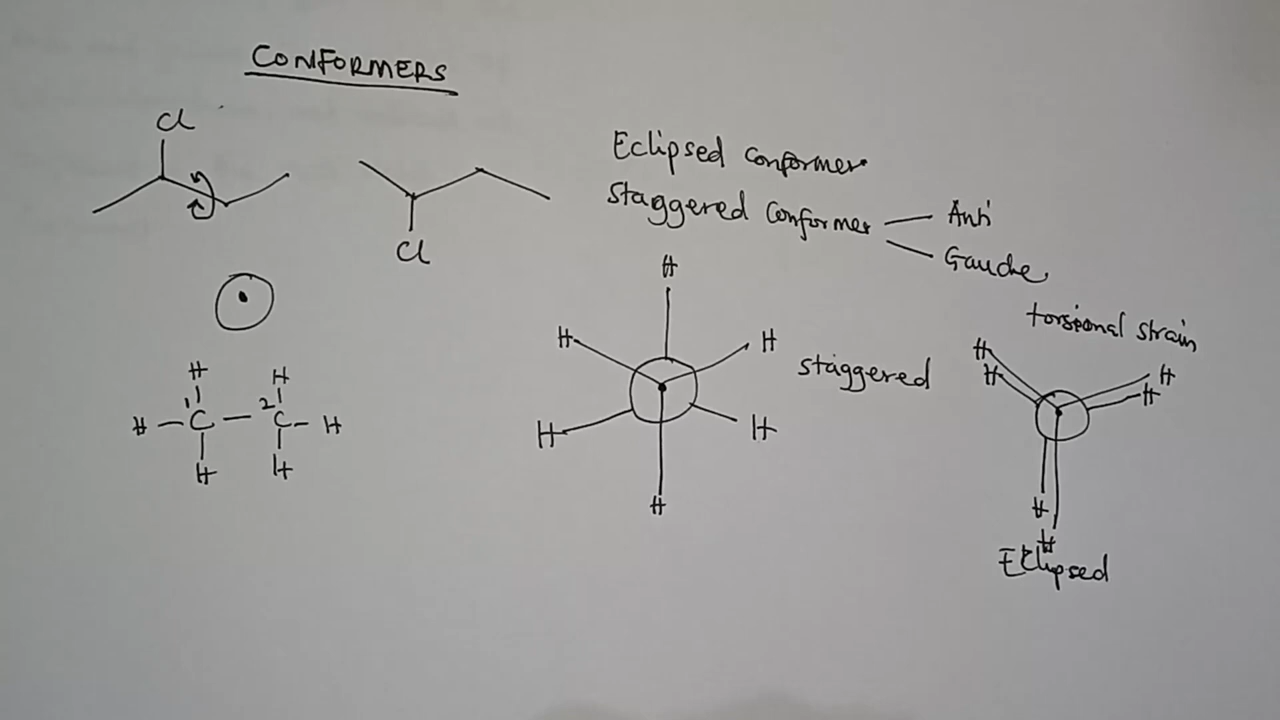 CONFORMERS
Cl
Cl
Eclipsed conformer
Staggered Conformer
Anti
Gauche
H
H
H
staggered
H
H
H
torsional strain
H
H
H
H
H
H
Eclipsed
H
H
H
1
C
2
C
H
H
H